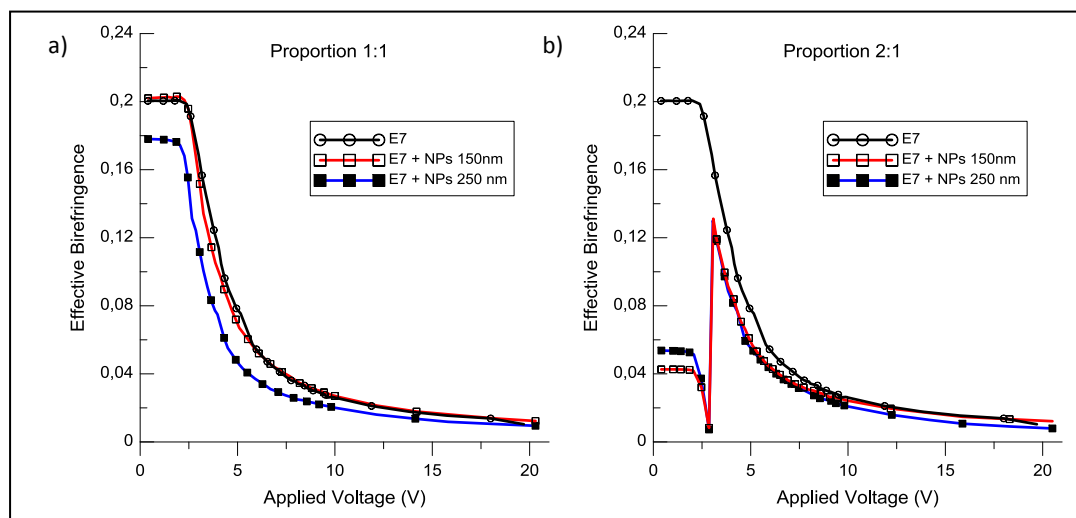 a)
Proportion 1:1
0,24
0,2
0,16
0,12
0,08
0,04
0
Effective Birefringence
E7
E7 + NPs 150nm
E7 + NPs 250 nm
0 5 10 15 20
Applied Voltage (V)
b)
Proportion 2:1
0,24
0,2
0,16
0,12
0,08
0,04
0
Effective Birefringence
E7
E7 + NPs 150nm
E7 + NPs 250 nm
0 5 10 15 20
Applied Voltage (V)